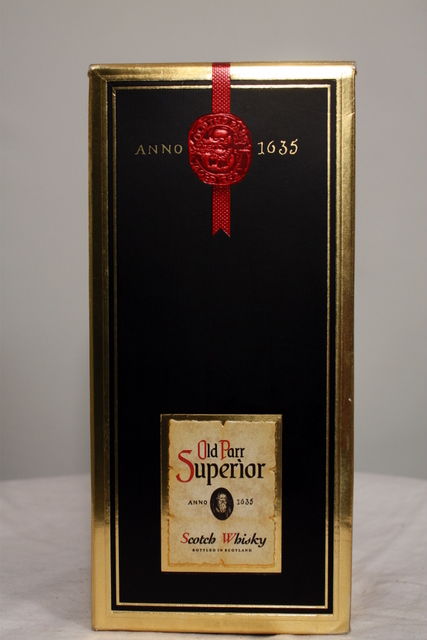 ANNO 1635
Old Parr
Superior
ANNO 1635
Scotch Whisky
BOTTLED IN SCOTLAND